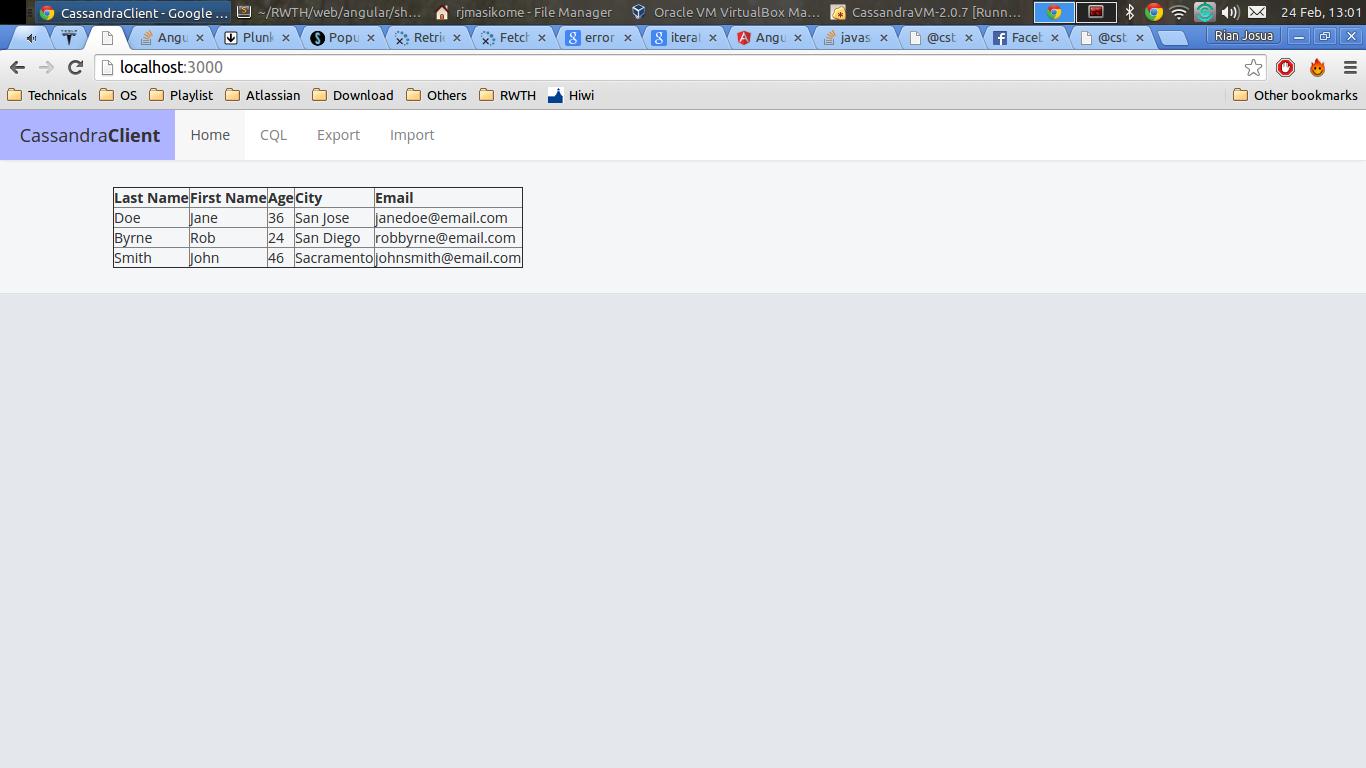 CassandraClient - Google ... ~/RWTH/web/angular/sh... rjmasikome - File Manager Oracle VM VirtualBox Ma... CassandraVM-2.0.7 [Runn... 24 Feb, 13:01
Angu Plunk Popu Retrie Fetch error iterat Angu javas @cst Faceb @cst Rian Josua
localhost:3000
Technicals OS Playlist Atlassian Download Others RWTH Hiwi Other bookmarks
CassandraClient Home CQL Export Import
Last Name First Name Age City Email
Doe Jane 36 San Jose janedoe@email.com
Byrne Rob 24 San Diego robbyrne@email.com
Smith John 46 Sacramento johnsmith@email.com